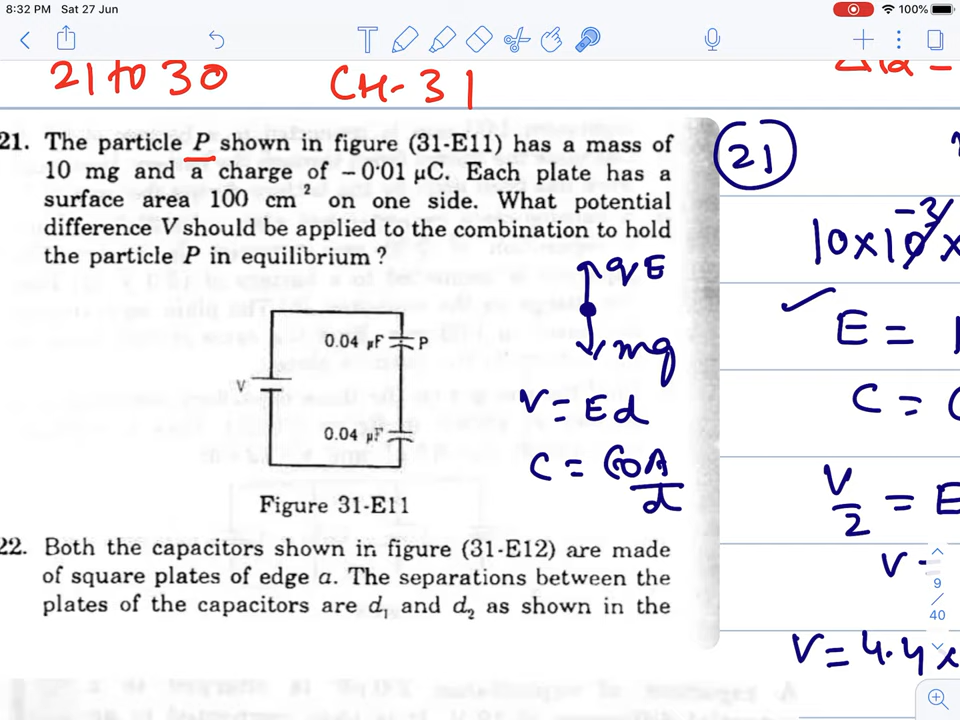 8:32 PM Sat 27 Jun
100%
21 to 30 CH-31
21. The particle P shown in figure (31-E11) has a mass of
10 mg and a charge of – 0·01 μC. Each plate has a
surface area 100 cm² on one side. What potential
difference V should be applied to the combination to hold
the particle P in equilibrium ?
0.04 μF P
V
0.04 μF
Figure 31-E11
22. Both the capacitors shown in figure (31-E12) are made
of square plates of edge a. The separations between the
plates of the capacitors are d₁ and d₂ as shown in the
qE
mg
V = Ed
C = ϵ0A/d
(21)
10×10⁻³
E =
C =
V/2 = E
V =
V = 4.4
9
/
40